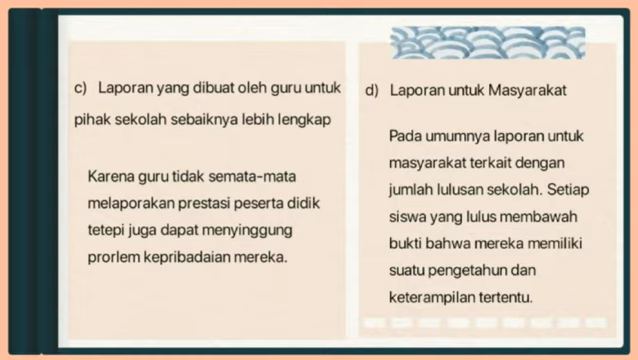 c) Laporan yang dibuat oleh guru untuk
pihak sekolah sebaiknya lebih lengkap
Karena guru tidak semata-mata
melaporakan prestasi peserta didik
tetepi juga dapat menyinggung
prorlem kepribadaian mereka.
d) Laporan untuk Masyarakat
Pada umumnya laporan untuk
masyarakat terkait dengan
jumlah lulusan sekolah. Setiap
siswa yang lulus membawah
bukti bahwa mereka memiliki
suatu pengetahun dan
keterampilan tertentu.